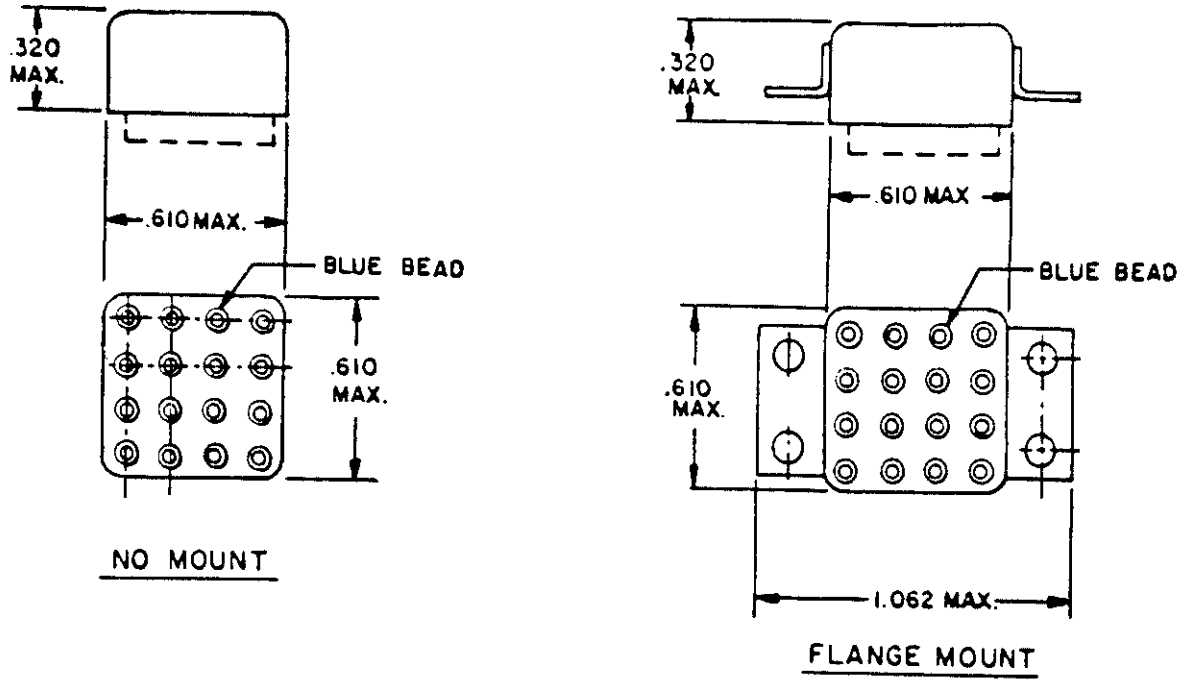 .320
MAX.
.610 MAX.
BLUE BEAD
.610
MAX.
NO MOUNT
.320
MAX.
.610 MAX
BLUE BEAD
.610
MAX.
1.062 MAX.
FLANGE MOUNT